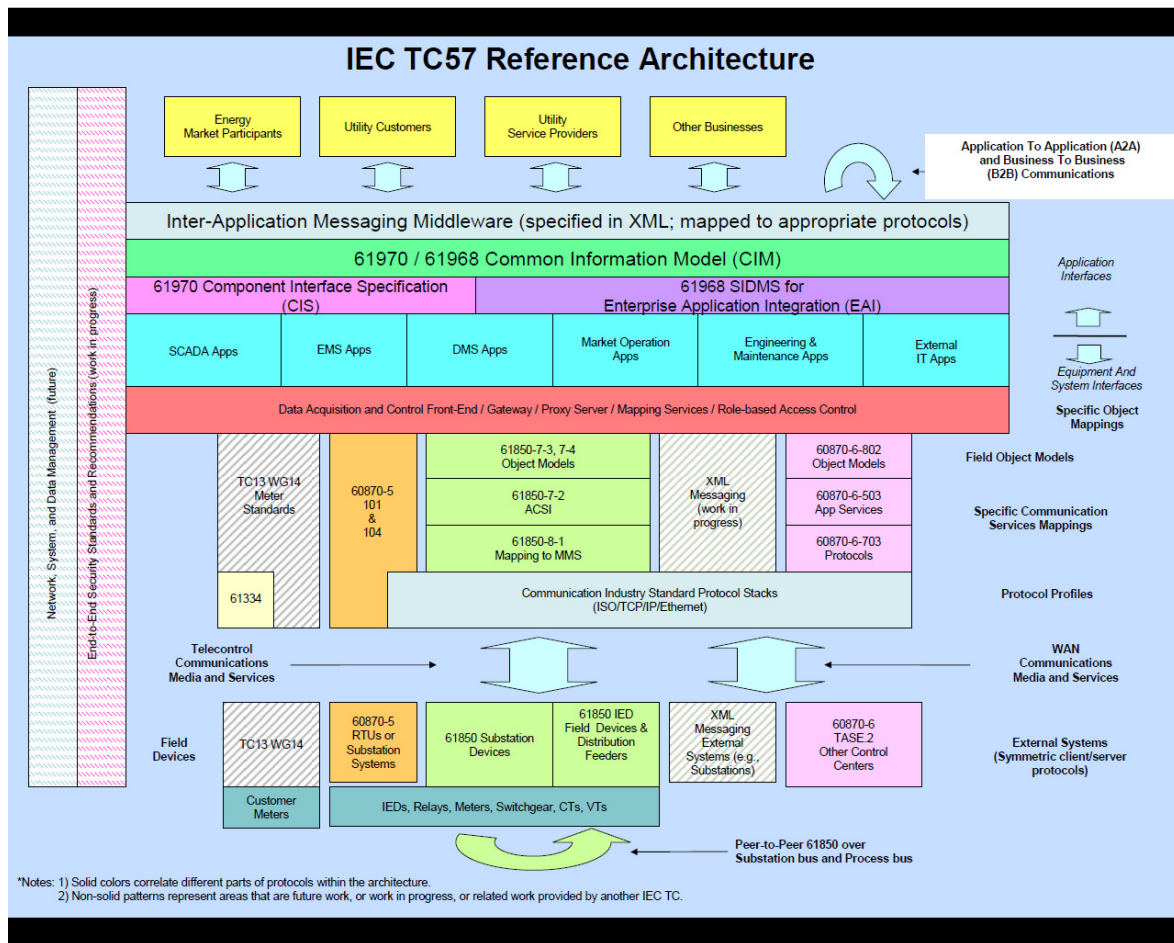 IEC TC57 Reference Architecture
Energy
Market Participants
Utility Customers
Utility
Service Providers
Other Businesses
Application To Application (A2A)
and Business To Business
(B2B) Communications
Inter-Application Messaging Middleware (specified in XML; mapped to appropriate protocols)
61970 / 61968 Common Information Model (CIM)
61970 Component Interface Specification
(CIS)
61968 SIDMS for
Enterprise Application Integration (EAI)
Application
Interfaces
SCADA Apps
EMS Apps
DMS Apps
Market Operation
Apps
Engineering &
Maintenance Apps
External
IT Apps
Equipment And
System Interfaces
Data Acquisition and Control Front-End / Gateway / Proxy Server / Mapping Services / Role-based Access Control
Specific Object
Mappings
Network, System, and Data Management (future)
End-to-End Security Standards and Recommendations (work in progress)
TC13 WG14
Meter
Standards
61334
60870-5
101
&
104
61850-7-3, 7-4
Object Models
61850-7-2
ACSI
61850-8-1
Mapping to MMS
XML
Messaging
(work in
progress)
60870-6-802
Object Models
60870-6-503
App Services
60870-6-703
Protocols
Field Object Models
Specific Communication
Services Mappings
Communication Industry Standard Protocol Stacks
(ISO/TCP/IP/Ethernet)
Protocol Profiles
Telecontrol
Communications
Media and Services
WAN
Communications
Media and Services
Field
Devices
TC13 WG14
60870-5
RTUs or
Substation
Systems
61850 Substation
Devices
61850 IED
Field Devices &
Distribution
Feeders
XML
Messaging
External
Systems (e.g.,
Substations)
60870-6
TASE.2
Other Control
Centers
External Systems
(Symmetric client/server
protocols)
Customer
Meters
IEDs, Relays, Meters, Switchgear, CTs, VTs
Peer-to-Peer 61850 over
Substation bus and Process bus
*Notes: 1) Solid colors correlate different parts of protocols within the architecture.
2) Non-solid patterns represent areas that are future work, or work in progress, or related work provided by another IEC TC.